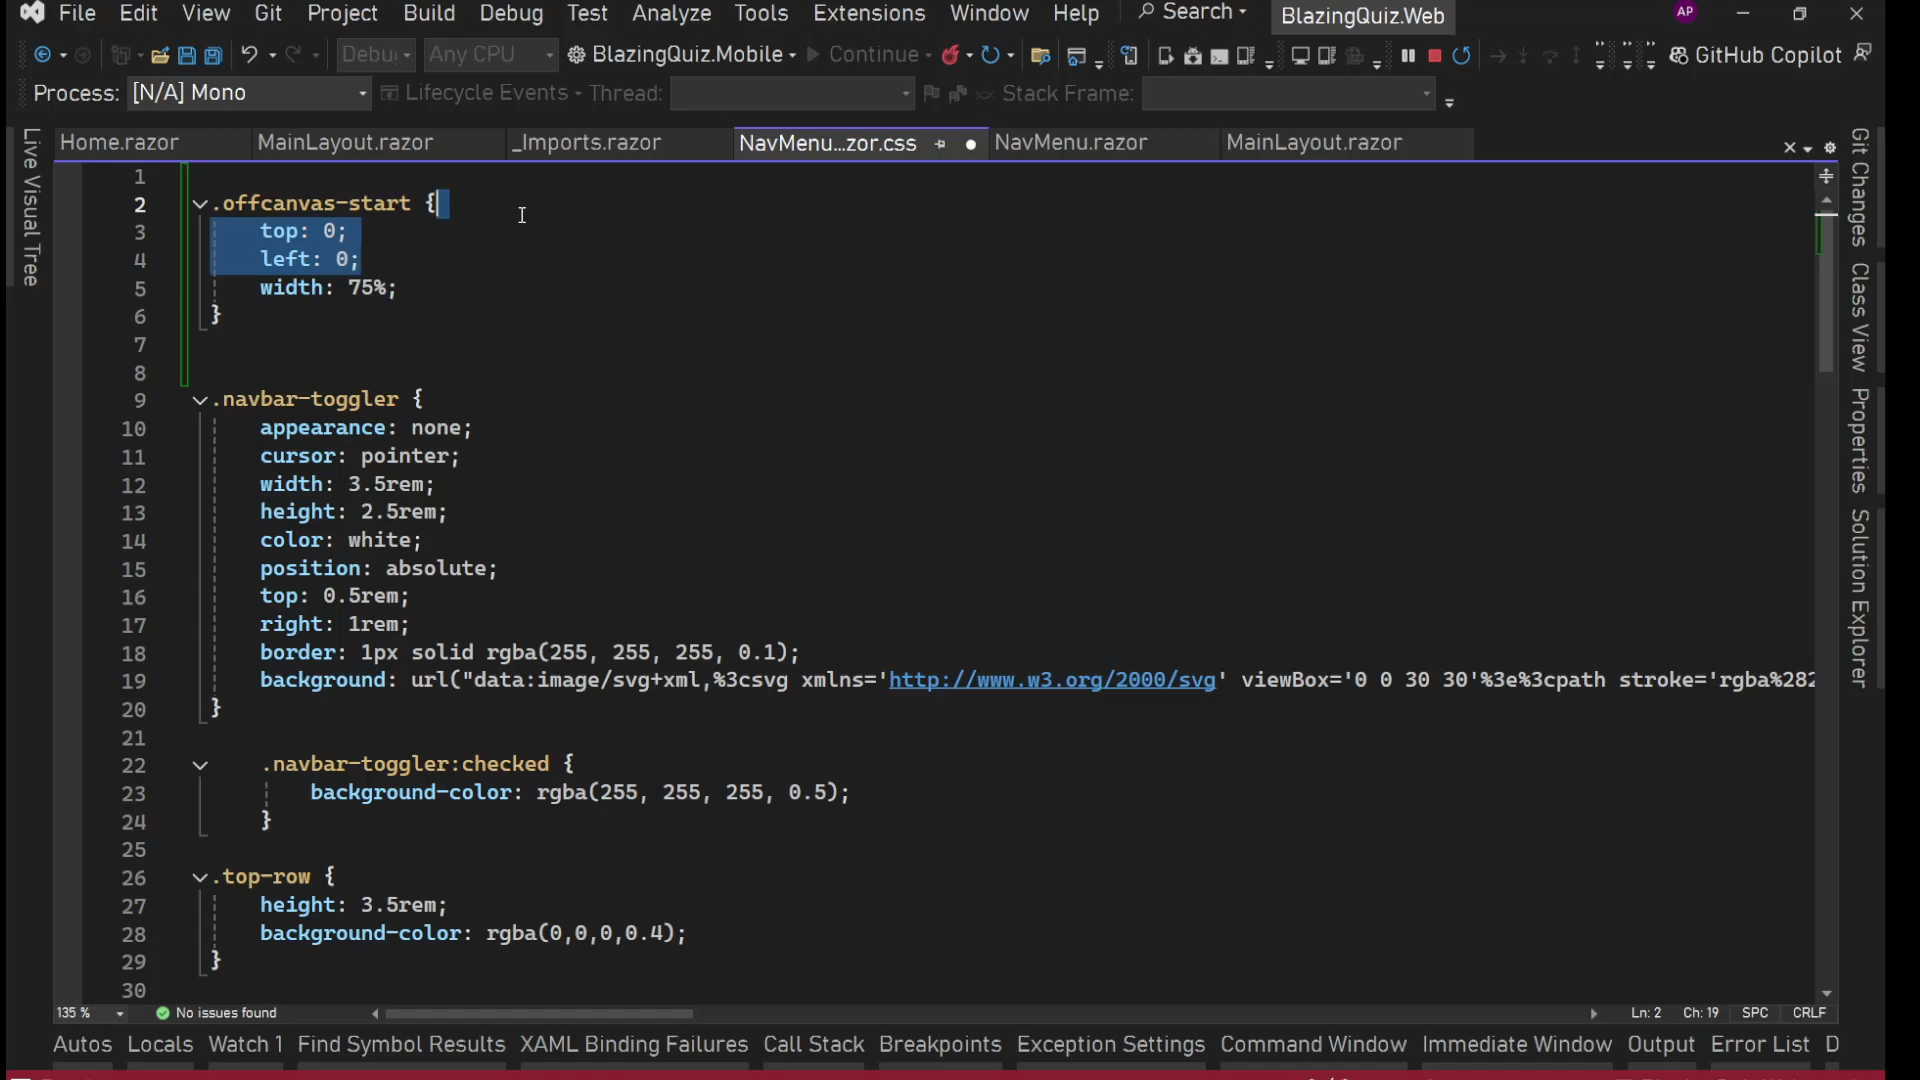 File Edit View Git Project Build Debug Test Analyze Tools Extensions Window Help Search BlazingQuiz.Web AP
Debug Any CPU BlazingQuiz.Mobile Continue GitHub Copilot
Process: [N/A] Mono Lifecycle Events Thread: Stack Frame:
Home.razor MainLayout.razor _Imports.razor NavMenu...zor.css NavMenu.razor MainLayout.razor
Live Visual Tree
Git Changes
Class View
Properties
Solution Explorer
1
2 .offcanvas-start {
3 top: 0;
4 left: 0;
5 width: 75%;
6 }
7
8
9 .navbar-toggler {
10 appearance: none;
11 cursor: pointer;
12 width: 3.5rem;
13 height: 2.5rem;
14 color: white;
15 position: absolute;
16 top: 0.5rem;
17 right: 1rem;
18 border: 1px solid rgba(255, 255, 255, 0.1);
19 background: url("data:image/svg+xml,%3csvg xmlns='http://www.w3.org/2000/svg' viewBox='0 0 30 30'%3e%3cpath stroke='rgba%282
20 }
21
22 .navbar-toggler:checked {
23 background-color: rgba(255, 255, 255, 0.5);
24 }
25
26 .top-row {
27 height: 3.5rem;
28 background-color: rgba(0,0,0,0.4);
29 }
30
135 % No issues found Ln: 2 Ch: 19 SPC CRLF
Autos Locals Watch 1 Find Symbol Results XAML Binding Failures Call Stack Breakpoints Exception Settings Command Window Immediate Window Output Error List D